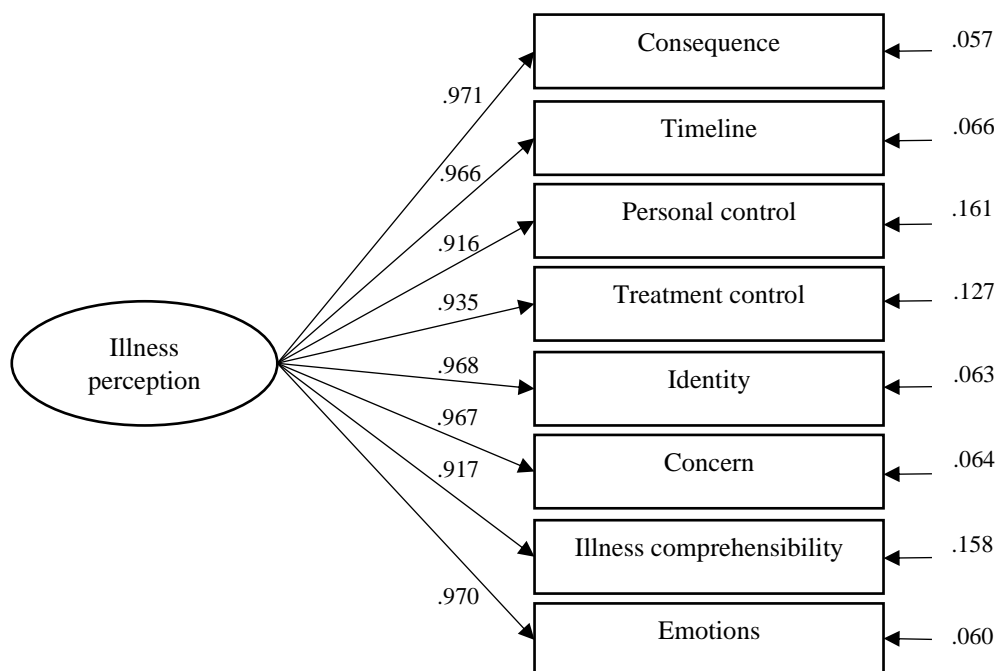 Consequence
.057
.971
Timeline
.066
.966
Personal control
.161
.916
Treatment control
.127
.935
Illness
perception
Identity
.063
.968
Concern
.064
.967
Illness comprehensibility
.158
.917
Emotions
.060
.970